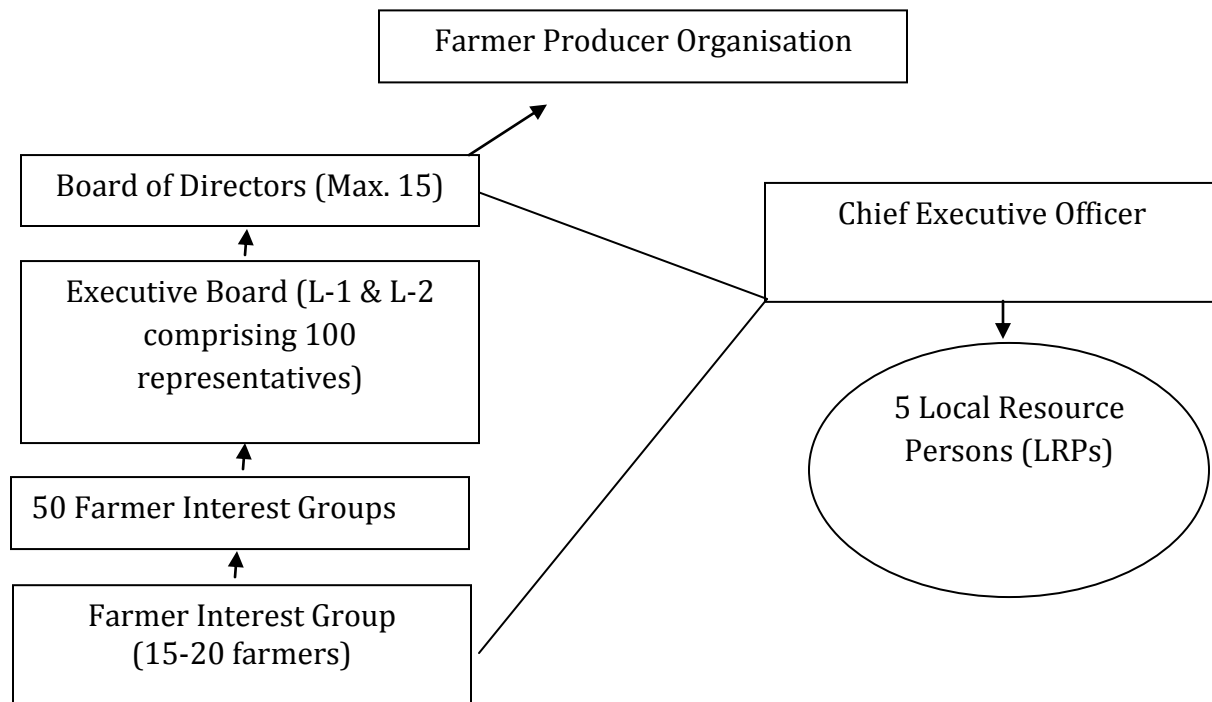 Farmer Producer Organisation
Board of Directors (Max. 15)
Chief Executive Officer
Executive Board (L-1 & L-2
comprising 100
representatives)
5 Local Resource
Persons (LRPs)
50 Farmer Interest Groups
Farmer Interest Group
(15-20 farmers)